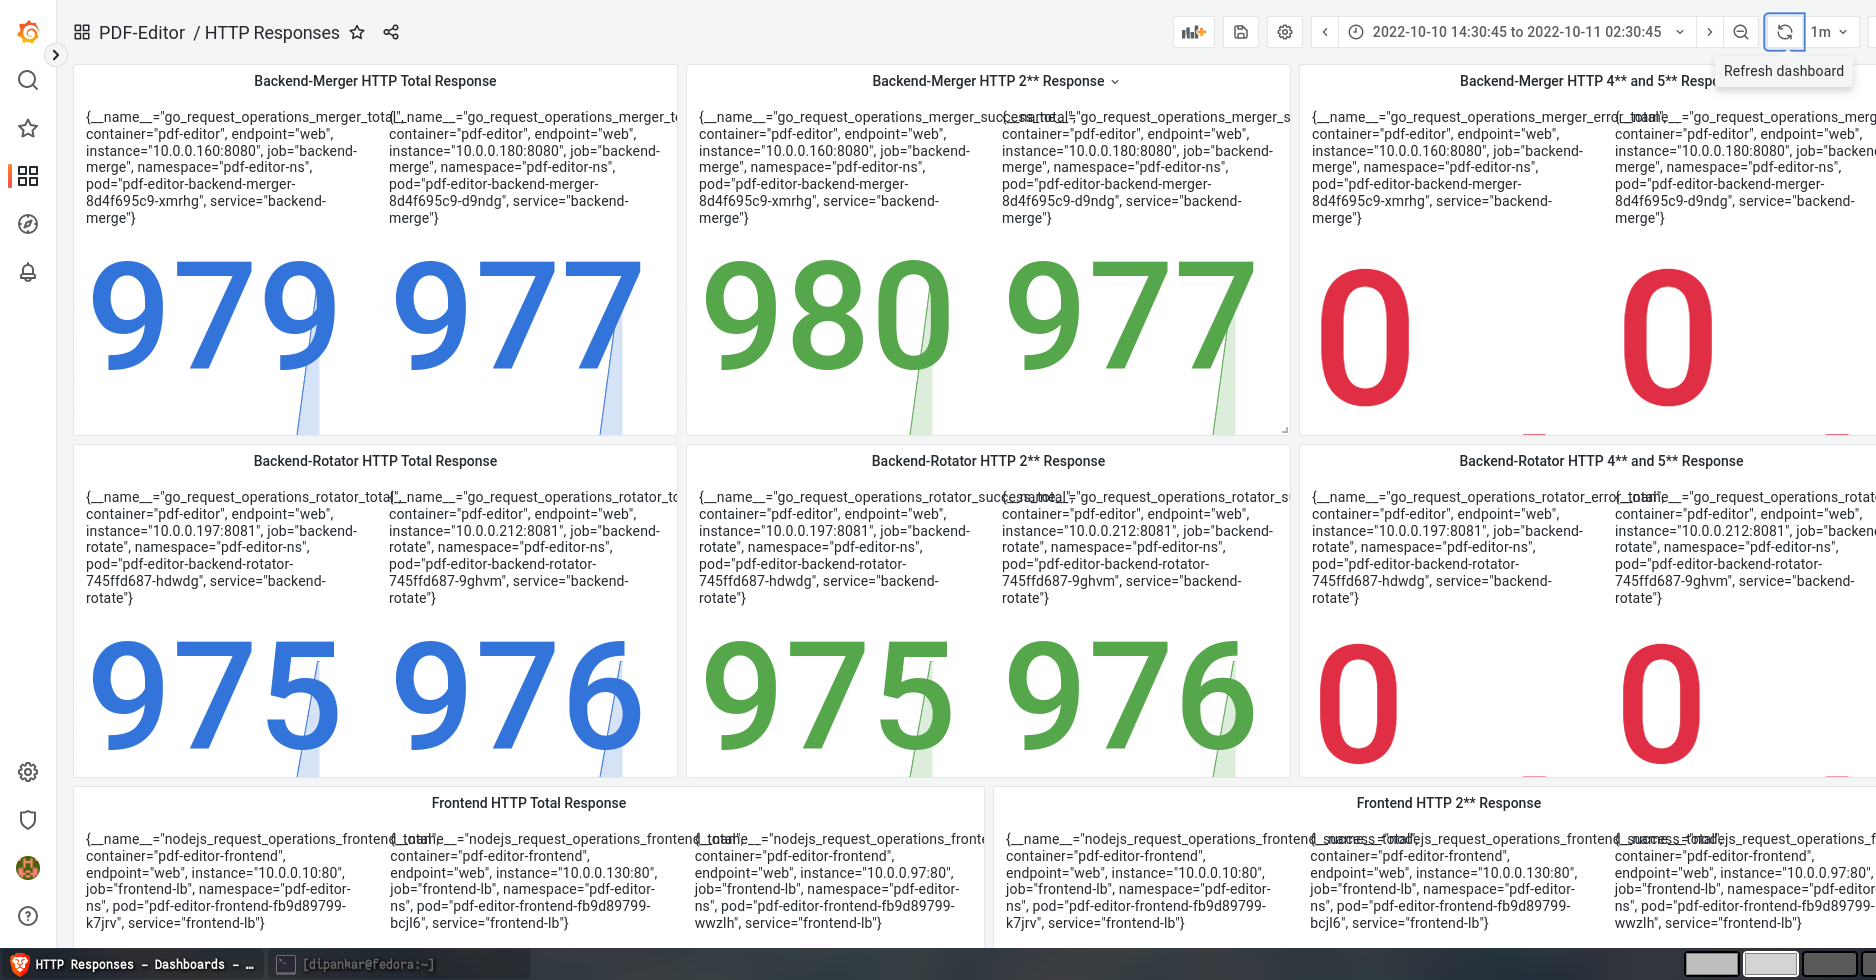 PDF-Editor / HTTP Responses
2022-10-10 14:30:45 to 2022-10-11 02:30:45
1m
Refresh dashboard
Backend-Merger HTTP Total Response
{__name__="go_request_operations_merger_total",
container="pdf-editor", endpoint="web",
instance="10.0.0.160:8080", job="backend-
merge", namespace="pdf-editor-ns",
pod="pdf-editor-backend-merger-
8d4f695c9-xmrhg", service="backend-
merge"}
979
{__name__="go_request_operations_merger_to
container="pdf-editor", endpoint="web",
instance="10.0.0.180:8080", job="backend-
merge", namespace="pdf-editor-ns",
pod="pdf-editor-backend-merger-
8d4f695c9-d9ndg", service="backend-
merge"}
977
Backend-Merger HTTP 2** Response
{__name__="go_request_operations_merger_success_total",
container="pdf-editor", endpoint="web",
instance="10.0.0.160:8080", job="backend-
merge", namespace="pdf-editor-ns",
pod="pdf-editor-backend-merger-
8d4f695c9-xmrhg", service="backend-
merge"}
980
{__name__="go_request_operations_merger_s
container="pdf-editor", endpoint="web",
instance="10.0.0.180:8080", job="backend-
merge", namespace="pdf-editor-ns",
pod="pdf-editor-backend-merger-
8d4f695c9-d9ndg", service="backend-
merge"}
977
Backend-Merger HTTP 4** and 5** Resp
{__name__="go_request_operations_merger_error_total",
container="pdf-editor", endpoint="web",
instance="10.0.0.160:8080", job="backend-
merge", namespace="pdf-editor-ns",
pod="pdf-editor-backend-merger-
8d4f695c9-xmrhg", service="backend-
merge"}
0
{__name__="go_request_operations_merg
container="pdf-editor", endpoint="web",
instance="10.0.0.180:8080", job="backen
merge", namespace="pdf-editor-ns",
pod="pdf-editor-backend-merger-
8d4f695c9-d9ndg", service="backend-
merge"}
0
Backend-Rotator HTTP Total Response
{__name__="go_request_operations_rotator_total",
container="pdf-editor", endpoint="web",
instance="10.0.0.197:8081", job="backend-
rotate", namespace="pdf-editor-ns",
pod="pdf-editor-backend-rotator-
745ffd687-hdwdg", service="backend-
rotate"}
975
{__name__="go_request_operations_rotator_to
container="pdf-editor", endpoint="web",
instance="10.0.0.212:8081", job="backend-
rotate", namespace="pdf-editor-ns",
pod="pdf-editor-backend-rotator-
745ffd687-9ghvm", service="backend-
rotate"}
976
Backend-Rotator HTTP 2** Response
{__name__="go_request_operations_rotator_success_total",
container="pdf-editor", endpoint="web",
instance="10.0.0.197:8081", job="backend-
rotate", namespace="pdf-editor-ns",
pod="pdf-editor-backend-rotator-
745ffd687-hdwdg", service="backend-
rotate"}
975
{__name__="go_request_operations_rotator_s
container="pdf-editor", endpoint="web",
instance="10.0.0.212:8081", job="backend-
rotate", namespace="pdf-editor-ns",
pod="pdf-editor-backend-rotator-
745ffd687-9ghvm", service="backend-
rotate"}
976
Backend-Rotator HTTP 4** and 5** Response
{__name__="go_request_operations_rotator_error_total",
container="pdf-editor", endpoint="web",
instance="10.0.0.197:8081", job="backend-
rotate", namespace="pdf-editor-ns",
pod="pdf-editor-backend-rotator-
745ffd687-hdwdg", service="backend-
rotate"}
0
{__name__="go_request_operations_rotat
container="pdf-editor", endpoint="web",
instance="10.0.0.212:8081", job="backen
rotate", namespace="pdf-editor-ns",
pod="pdf-editor-backend-rotator-
745ffd687-9ghvm", service="backend-
rotate"}
0
Frontend HTTP Total Response
{__name__="nodejs_request_operations_frontend_total",
container="pdf-editor-frontend",
endpoint="web", instance="10.0.0.10:80",
job="frontend-lb", namespace="pdf-editor-
ns", pod="pdf-editor-frontend-fb9d89799-
k7jrv", service="frontend-lb"}
{__name__="nodejs_request_operations_frontend_total",
container="pdf-editor-frontend",
endpoint="web", instance="10.0.0.130:80",
job="frontend-lb", namespace="pdf-editor-
ns", pod="pdf-editor-frontend-fb9d89799-
bcjl6", service="frontend-lb"}
{__name__="nodejs_request_operations_fronte
container="pdf-editor-frontend",
endpoint="web", instance="10.0.0.97:80",
job="frontend-lb", namespace="pdf-editor-
ns", pod="pdf-editor-frontend-fb9d89799-
wwzlh", service="frontend-lb"}
Frontend HTTP 2** Response
{__name__="nodejs_request_operations_frontend_success_total",
container="pdf-editor-frontend",
endpoint="web", instance="10.0.0.10:80",
job="frontend-lb", namespace="pdf-editor-
ns", pod="pdf-editor-frontend-fb9d89799-
k7jrv", service="frontend-lb"}
{__name__="nodejs_request_operations_frontend_success_total",
container="pdf-editor-frontend",
endpoint="web", instance="10.0.0.130:80",
job="frontend-lb", namespace="pdf-editor-
ns", pod="pdf-editor-frontend-fb9d89799-
bcjl6", service="frontend-lb"}
{__name__="nodejs_request_operations_f
container="pdf-editor-frontend",
endpoint="web", instance="10.0.0.97:80",
job="frontend-lb", namespace="pdf-editor-
ns", pod="pdf-editor-frontend-fb9d89799-
wwzlh", service="frontend-lb"}
HTTP Responses – Dashboards – …
[dipankar@fedora:~]